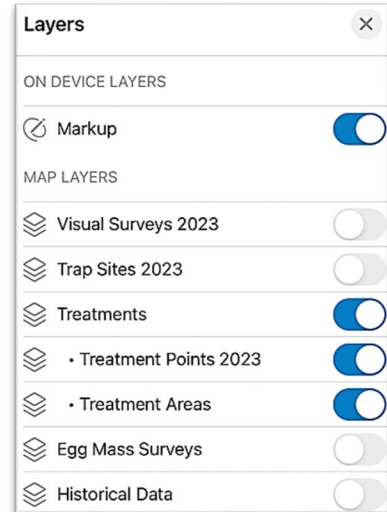 Layers
ON DEVICE LAYERS
Markup
MAP LAYERS
Visual Surveys 2023
Trap Sites 2023
Treatments
• Treatment Points 2023
• Treatment Areas
Egg Mass Surveys
Historical Data